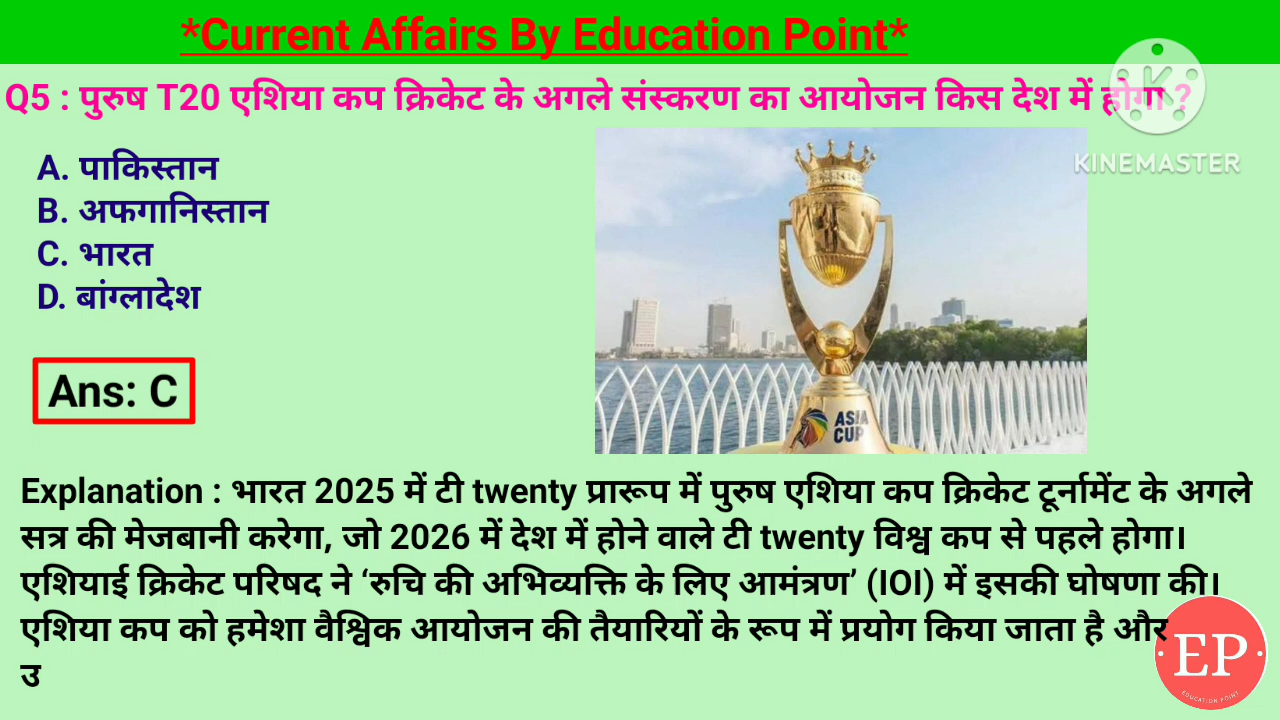 *Current Affairs By Education Point*
Q5 : पुरुष T20 एशिया कप क्रिकेट के अगले संस्करण का आयोजन किस देश में होगा ?
KINEMASTER
A. पाकिस्तान
B. अफगानिस्तान
C. भारत
D. बांग्लादेश
Ans: C
ASIA
CUP
Explanation : भारत 2025 में टी twenty प्रारूप में पुरुष एशिया कप क्रिकेट टूर्नामेंट के अगले
सत्र की मेजबानी करेगा, जो 2026 में देश में होने वाले टी twenty विश्व कप से पहले होगा।
एशियाई क्रिकेट परिषद ने ‘रुचि की अभिव्यक्ति के लिए आमंत्रण’ (IOI) में इसकी घोषणा की।
एशिया कप को हमेशा वैश्विक आयोजन की तैयारियों के रूप में प्रयोग किया जाता है और
उ
EP
EDUCATION POINT